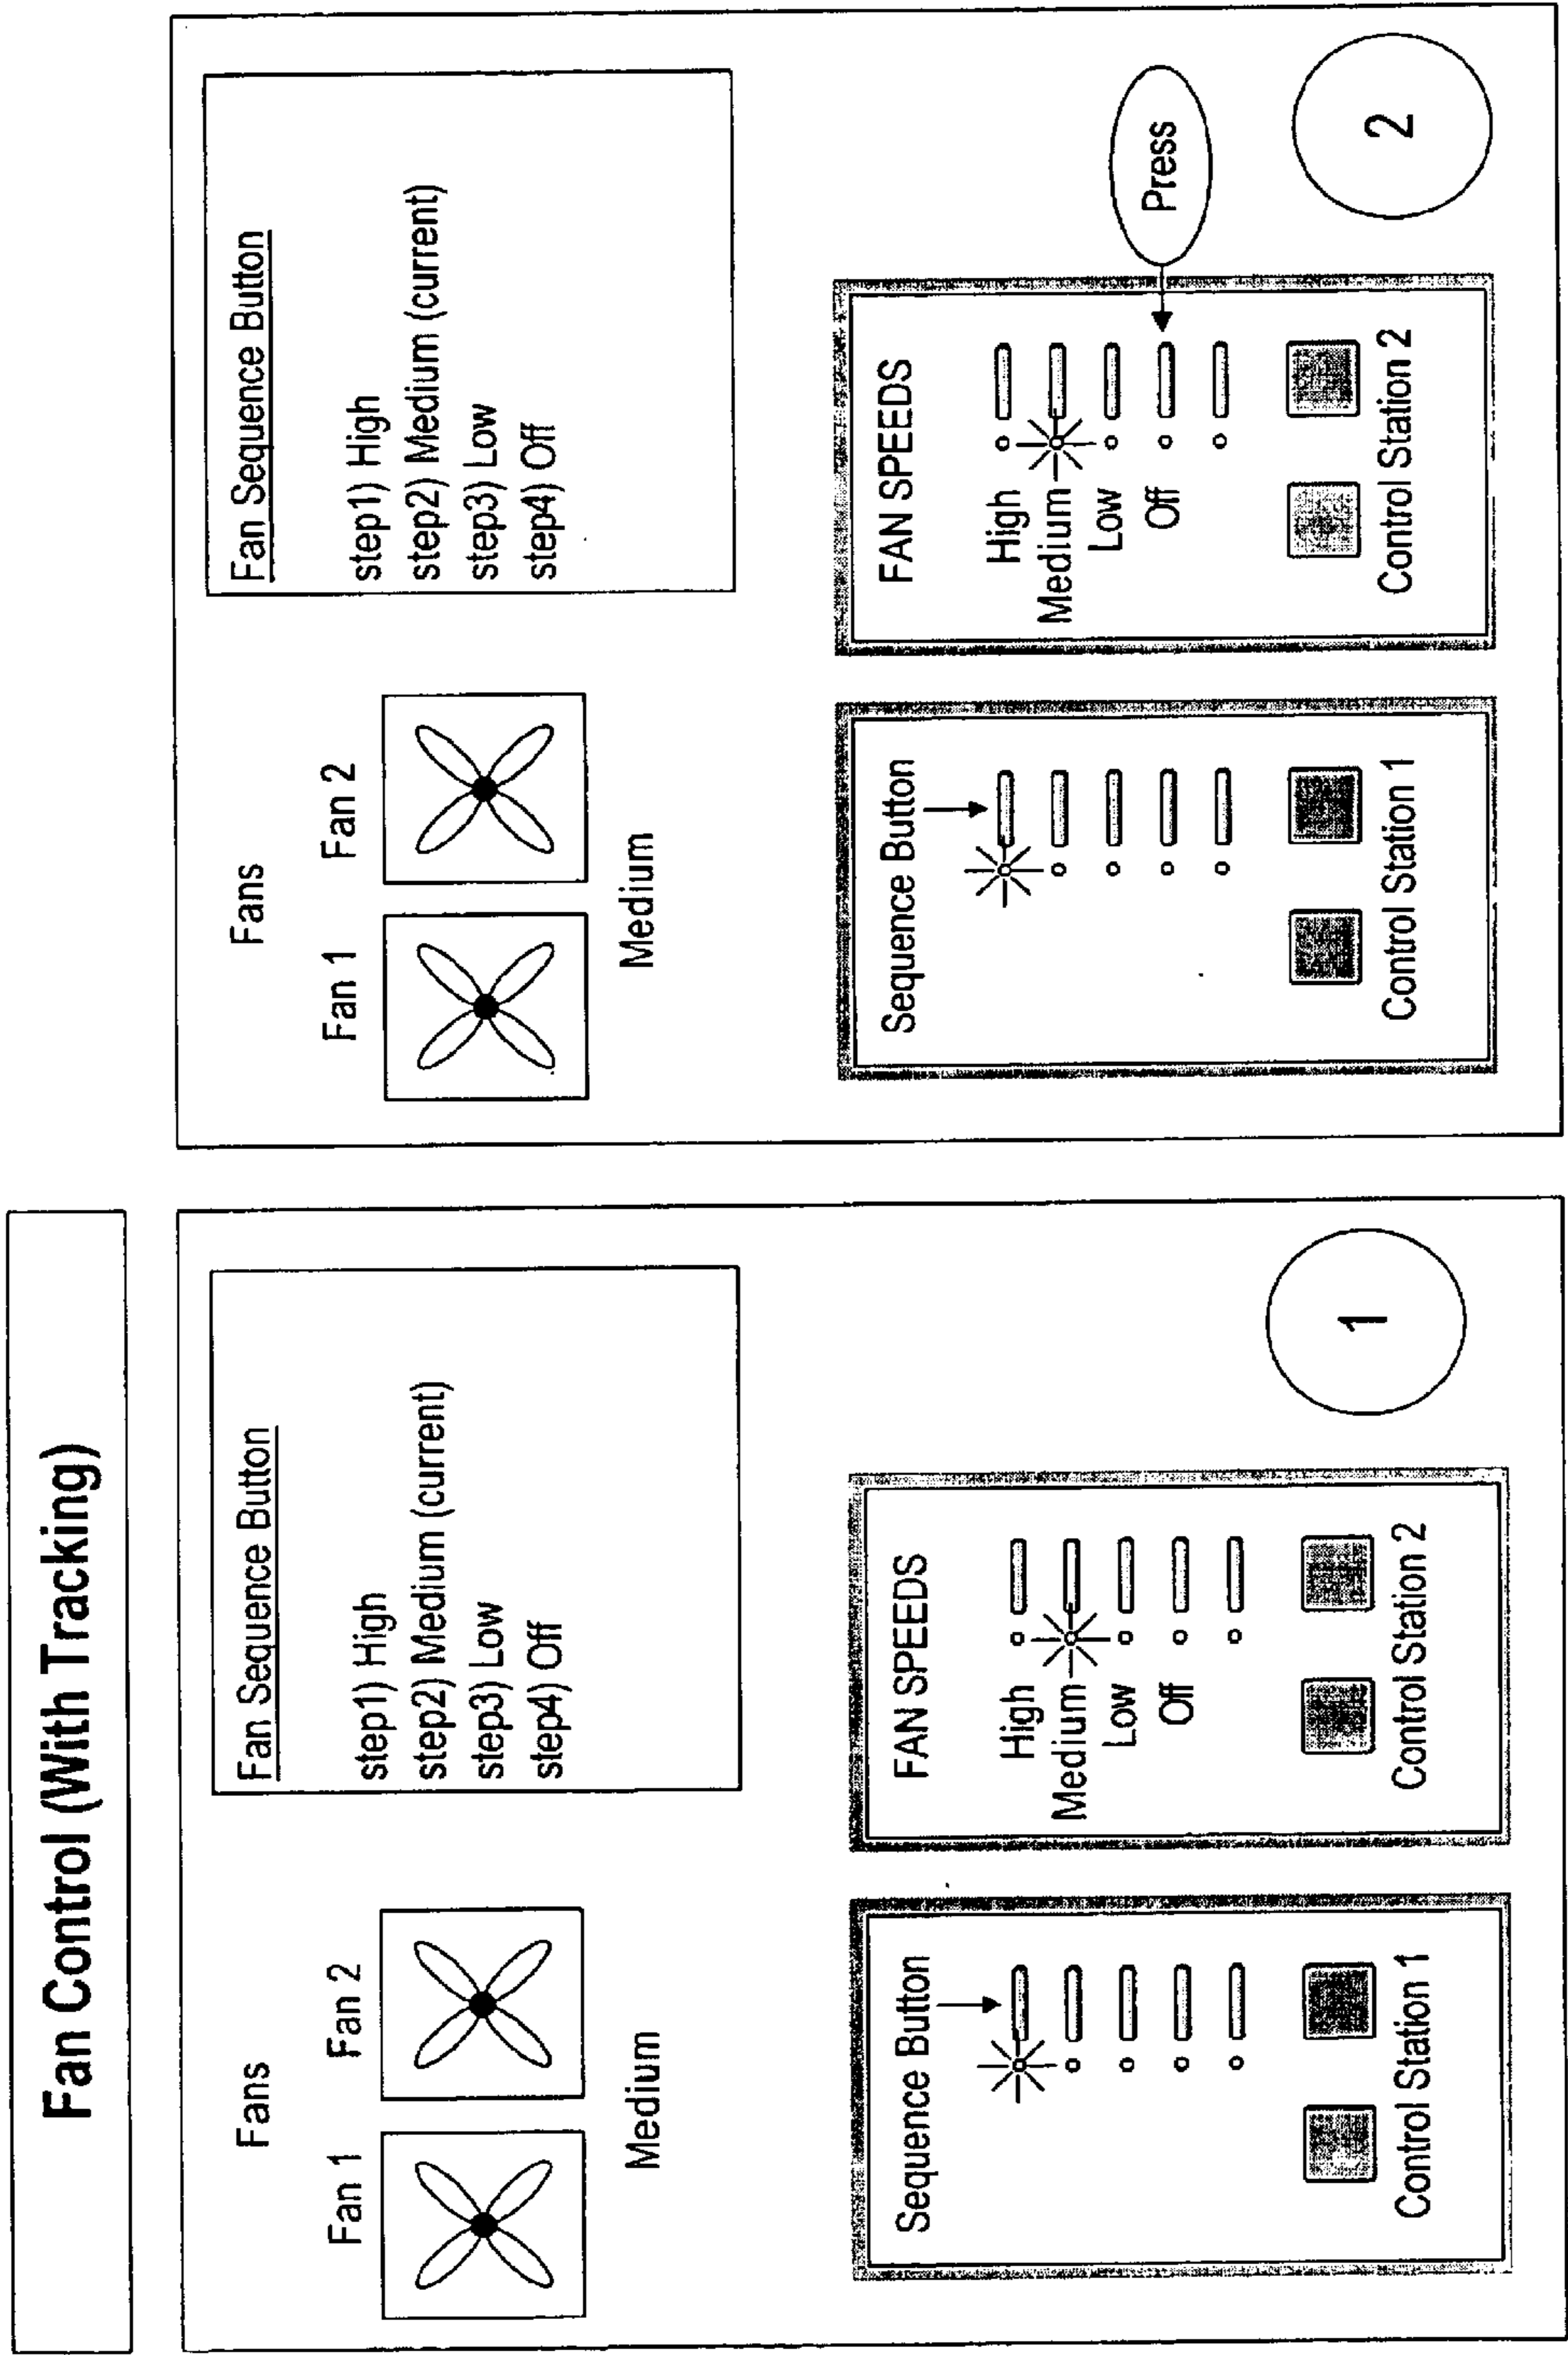 Fan Control (With Tracking)
Fans
Fan 1
Fan 2
Medium
Fan Sequence Button
step1) High
step2) Medium (current)
step3) Low
step4) Off
Sequence Button
Control Station 1
FAN SPEEDS
High
Medium
Low
Off
Control Station 2
1
Fans
Fan 1
Fan 2
Medium
Fan Sequence Button
step1) High
step2) Medium (current)
step3) Low
step4) Off
Sequence Button
Control Station 1
FAN SPEEDS
High
Medium
Low
Off
Control Station 2
Press
2